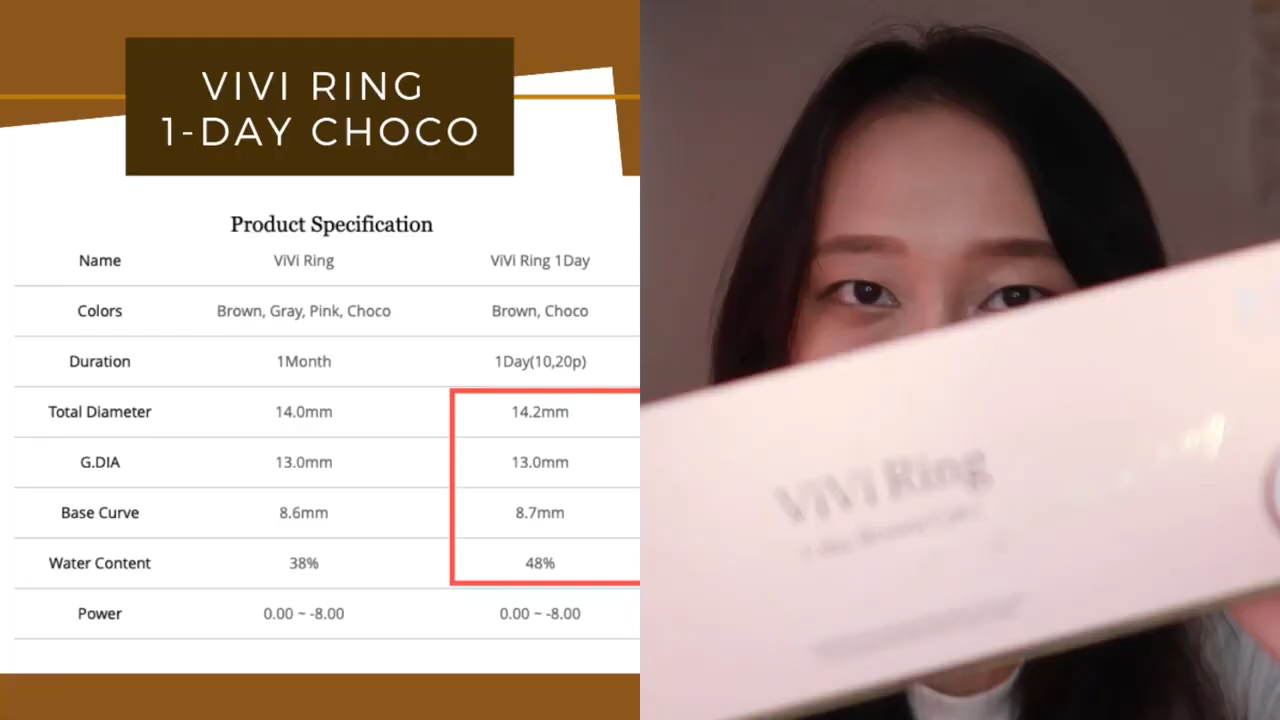 VIVI RING
1-DAY CHOCO
Product Specification
Name ViVi Ring ViVi Ring 1Day
Colors Brown, Gray, Pink, Choco Brown, Choco
Duration 1Month 1Day(10,20p)
Total Diameter 14.0mm 14.2mm
G.DIA 13.0mm 13.0mm
Base Curve 8.6mm 8.7mm
Water Content 38% 48%
Power 0.00 ~ -8.00 0.00 ~ -8.00
ViVi Ring